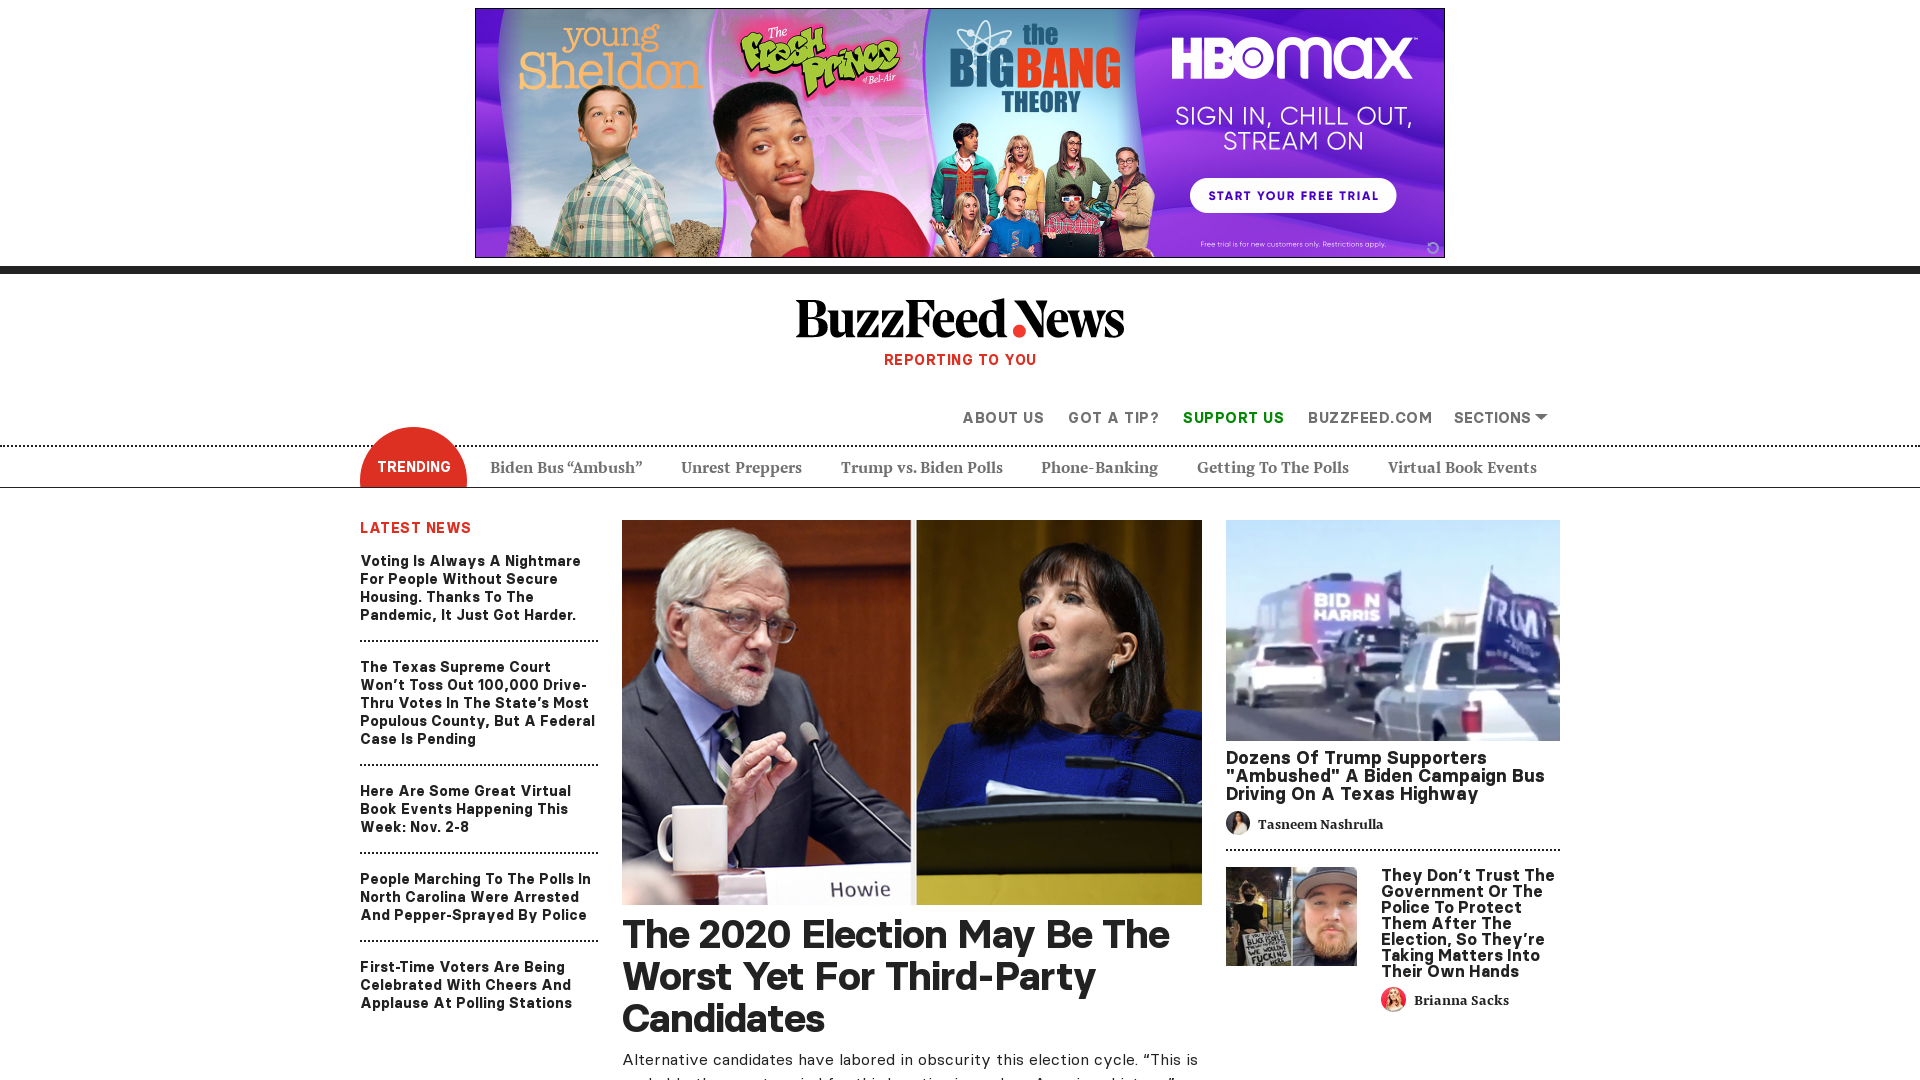 young
Sheldon
The
Fresh
Prince
of Bel-Air
the
BIGBANG
THEORY
HBOmax
SIGN IN, CHILL OUT,
STREAM ON
START YOUR FREE TRIAL
Free trial is for new customers only. Restrictions apply.
BuzzFeed News
REPORTING TO YOU
ABOUT US
GOT A TIP?
SUPPORT US
BUZZFEED.COM
SECTIONS
TRENDING
Biden Bus “Ambush”
Unrest Preppers
Trump vs. Biden Polls
Phone-Banking
Getting To The Polls
Virtual Book Events
LATEST NEWS
Voting Is Always A Nightmare
For People Without Secure
Housing. Thanks To The
Pandemic, It Just Got Harder.
The Texas Supreme Court
Won’t Toss Out 100,000 Drive-
Thru Votes In The State’s Most
Populous County, But A Federal
Case Is Pending
Here Are Some Great Virtual
Book Events Happening This
Week: Nov. 2-8
People Marching To The Polls In
North Carolina Were Arrested
And Pepper-Sprayed By Police
First-Time Voters Are Being
Celebrated With Cheers And
Applause At Polling Stations
Howie
The 2020 Election May Be The
Worst Yet For Third-Party
Candidates
Alternative candidates have labored in obscurity this election cycle. “This is
BID N
HARRIS
TRUM
Dozens Of Trump Supporters
"Ambushed" A Biden Campaign Bus
Driving On A Texas Highway
Tasneem Nashrulla
They Don’t Trust The
Government Or The
Police To Protect
Them After The
Election, So They’re
Taking Matters Into
Their Own Hands
Brianna Sacks